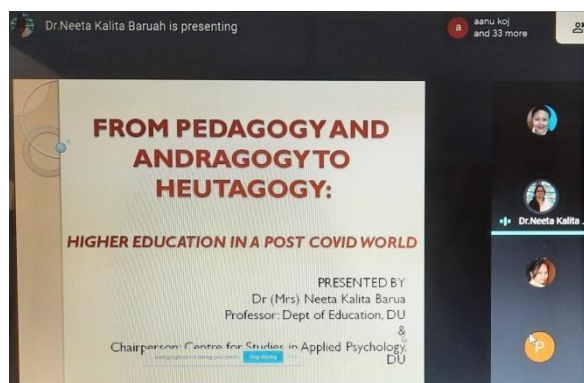 Dr.Neeta Kalita Baruah is presenting
a
aanu koj
and 33 more
FROM PEDAGOGY AND
ANDRAGOGY TO
HEUTAGOGY:
HIGHER EDUCATION IN A POST COVID WORLD
PRESENTED BY
Dr (Mrs) Neeta Kalita Barua
Professor: Dept of Education, DU
&
Chairperson: Centre for Studies in Applied Psychology,
DU
Stop sharing
Dr.Neeta Kalita ..
P